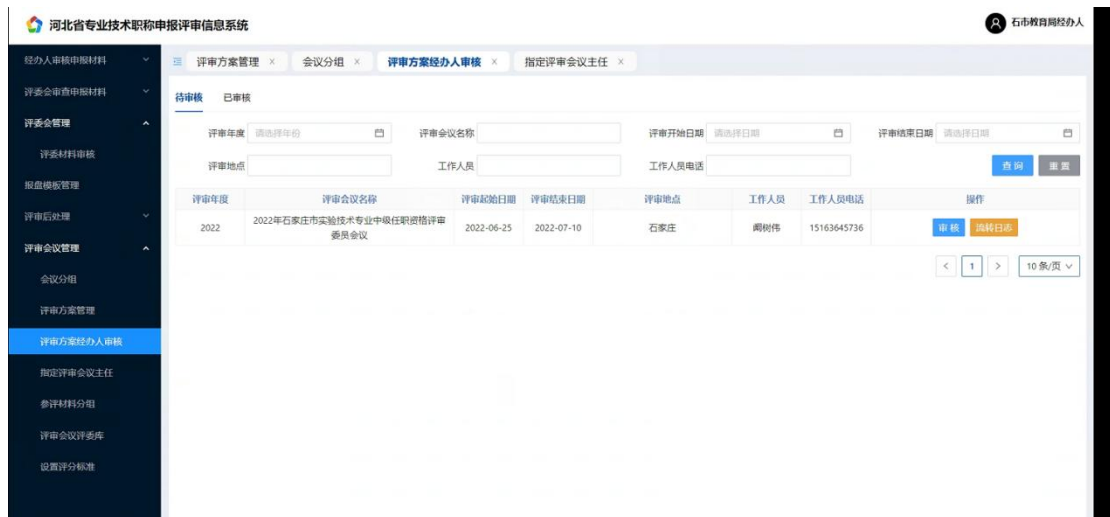 河北省专业技术职称申报评审信息系统
石市教育局经办人
经办人审核申报材料
评委会审查申报材料
评委会管理
评委材料审核
报盘模板管理
评审后处理
评审会议管理
会议分组
评审方案管理
评审方案经办人审核
指定评审会议主任
参评材料分组
评审会议评委库
设置评分标准
评审方案管理 × 会议分组 × 评审方案经办人审核 × 指定评审会议主任 ×
待审核 已审核
评审年度 请选择年份 评审会议名称 评审开始日期 请选择日期 评审结束日期 请选择日期
评审地点 工作人员 工作人员电话 查询 重置
评审年度 评审会议名称 评审起始日期 评审结束日期 评审地点 工作人员 工作人员电话 操作
2022 2022年石家庄市实验技术专业中级任职资格评审 2022-06-25 2022-07-10 石家庄 阚树伟 15163645736 审核 流转日志
委员会议
< 1 > 10 条/页